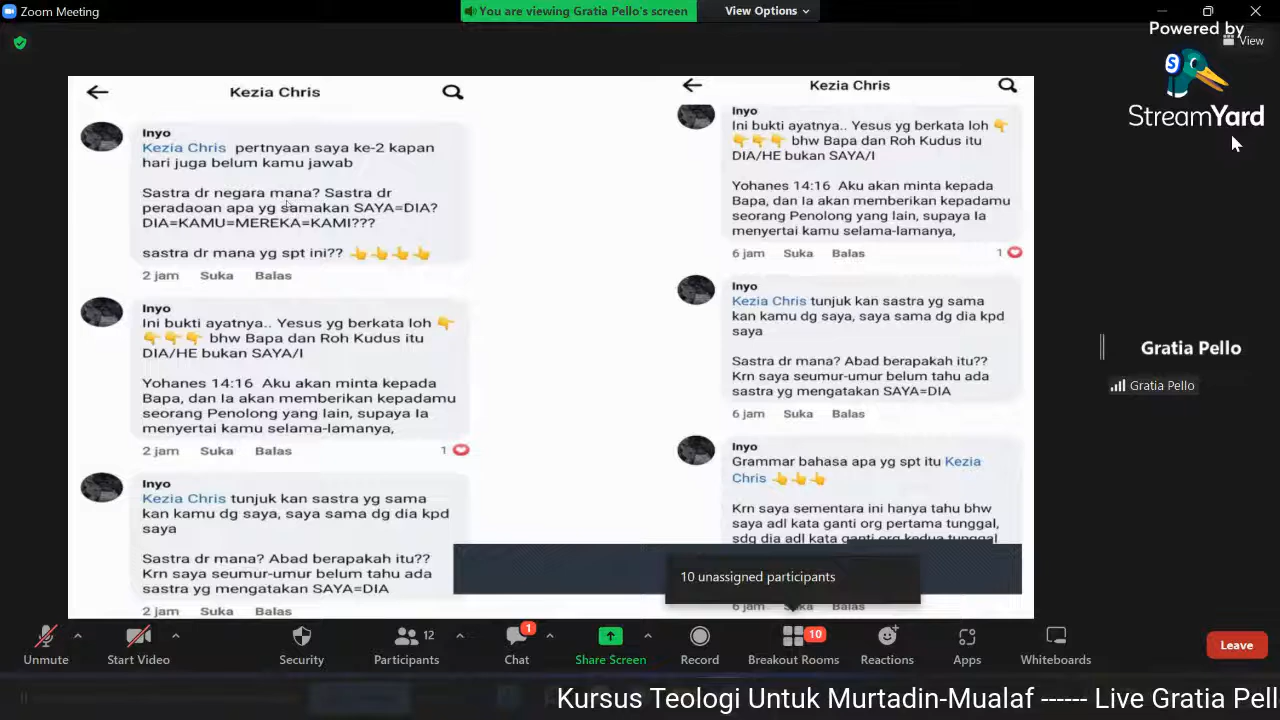 Zoom Meeting
You are viewing Gratia Pello's screen
View Options
Powered by
View
StreamYard
Kezia Chris
Inyo
Kezia Chris pertnyaan saya ke-2 kapan
hari juga belum kamu jawab
Sastra dr negara mana? Sastra dr
peradaoan apa yg samakan SAYA=DIA?
DIA=KAMU=MEREKA=KAMI???
sastra dr mana yg spt ini?? 👆👆👆👆
2 jam Suka Balas
Inyo
Ini bukti ayatnya.. Yesus yg berkata loh 👇
👇👇👇 bhw Bapa dan Roh Kudus itu
DIA/HE bukan SAYA/I
Yohanes 14:16 Aku akan minta kepada
Bapa, dan Ia akan memberikan kepadamu
seorang Penolong yang lain, supaya Ia
menyertai kamu selama-lamanya,
2 jam Suka Balas 1
Inyo
Kezia Chris tunjuk kan sastra yg sama
kan kamu dg saya, saya sama dg dia kpd
saya
Sastra dr mana? Abad berapakah itu??
Krn saya seumur-umur belum tahu ada
sastra yg mengatakan SAYA=DIA
2 jam Suka Balas
Kezia Chris
Inyo
Ini bukti ayatnya.. Yesus yg berkata loh 👇
👇👇👇 bhw Bapa dan Roh Kudus itu
DIA/HE bukan SAYA/I
Yohanes 14:16 Aku akan minta kepada
Bapa, dan Ia akan memberikan kepadamu
seorang Penolong yang lain, supaya Ia
menyertai kamu selama-lamanya,
6 jam Suka Balas 1
Inyo
Kezia Chris tunjuk kan sastra yg sama
kan kamu dg saya, saya sama dg dia kpd
saya
Sastra dr mana? Abad berapakah itu??
Krn saya seumur-umur belum tahu ada
sastra yg mengatakan SAYA=DIA
6 jam Suka Balas
Inyo
Grammar bahasa apa yg spt itu Kezia
Chris 👆👆👆
Krn saya sementara ini hanya tahu bhw
saya adl kata ganti org pertama tunggal,
sdg dia adl kata ganti org kedua tunggal
6 jam Suka Balas
Gratia Pello
Gratia Pello
10 unassigned participants
12
1
10
Unmute
Start Video
Security
Participants
Chat
Share Screen
Record
Breakout Rooms
Reactions
Apps
Whiteboards
Leave
Kursus Teologi Untuk Murtadin-Mualaf ------ Live Gratia Pell